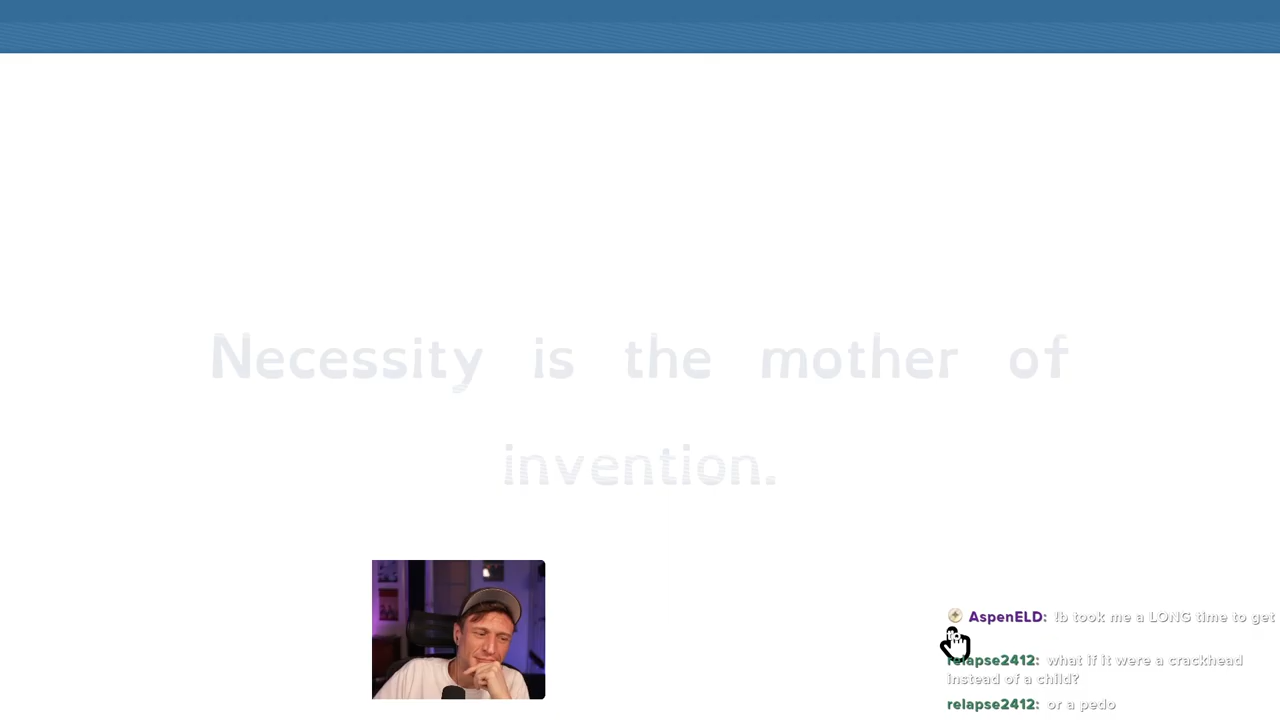 Necessity is the mother of
invention.
AspenELD: !b took me a LONG time to get
relapse2412: what if it were a crackhead
instead of a child?
relapse2412: or a pedo